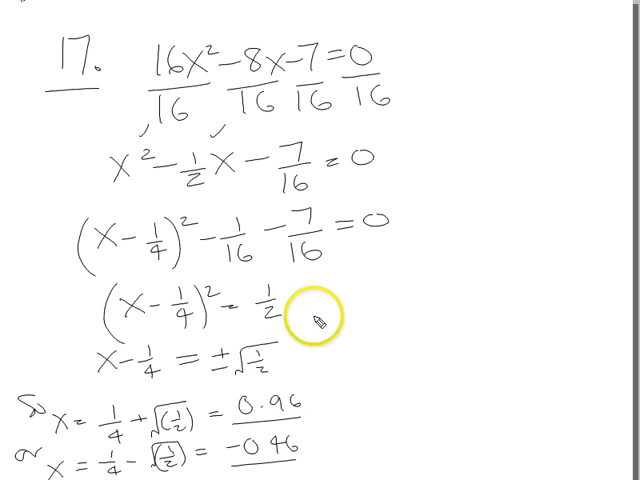 17. 16x² - 8x - 7 = 0
16 16 16 16
x² - 1/2 x - 7/16 = 0
(x - 1/4)² - 1/16 - 7/16 = 0
(x - 1/4)² = 1/2
x - 1/4 = ±√1/2
So x = 1/4 + √(1/2) = 0.96
or x = 1/4 - √(1/2) = -0.46